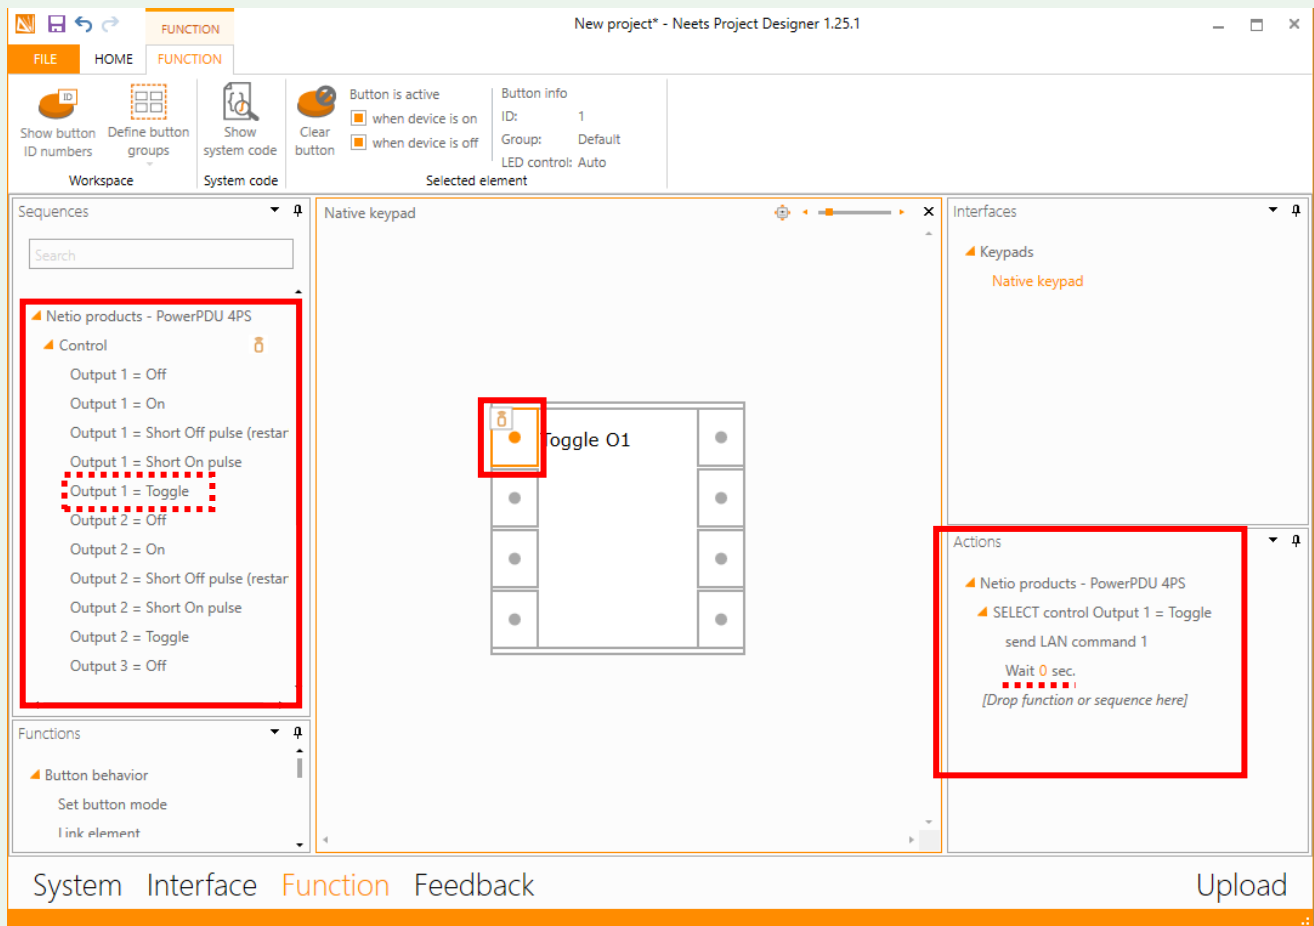 FUNCTION
New project* - Neets Project Designer 1.25.1
FILE HOME FUNCTION
ID
Show button ID numbers
Define button groups
Workspace
Show system code
System code
Clear button
Button is active
when device is on
when device is off
Button info
ID: 1
Group: Default
LED control: Auto
Selected element
Sequences
Search
Netio products - PowerPDU 4PS
Control
Output 1 = Off
Output 1 = On
Output 1 = Short Off pulse (restar
Output 1 = Short On pulse
Output 1 = Toggle
Output 2 = Off
Output 2 = On
Output 2 = Short Off pulse (restar
Output 2 = Short On pulse
Output 2 = Toggle
Output 3 = Off
Functions
Button behavior
Set button mode
Link element
Native keypad
Toggle O1
Interfaces
Keypads
Native keypad
Actions
Netio products - PowerPDU 4PS
SELECT control Output 1 = Toggle
send LAN command 1
Wait 0 sec.
[Drop function or sequence here]
System Interface Function Feedback
Upload